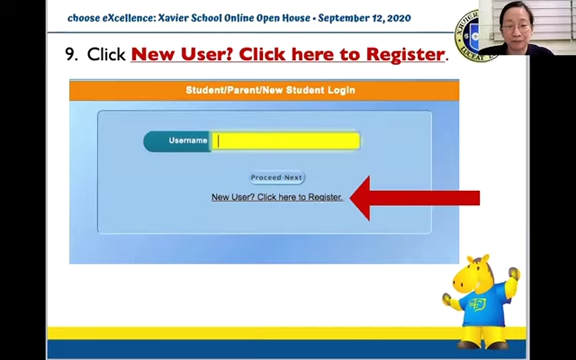 choose eXcellence: Xavier School Online Open House • September 12, 2020
9. Click New User? Click here to Register.
Student/Parent/New Student Login
Username
Proceed Next
New User? Click here to Register.